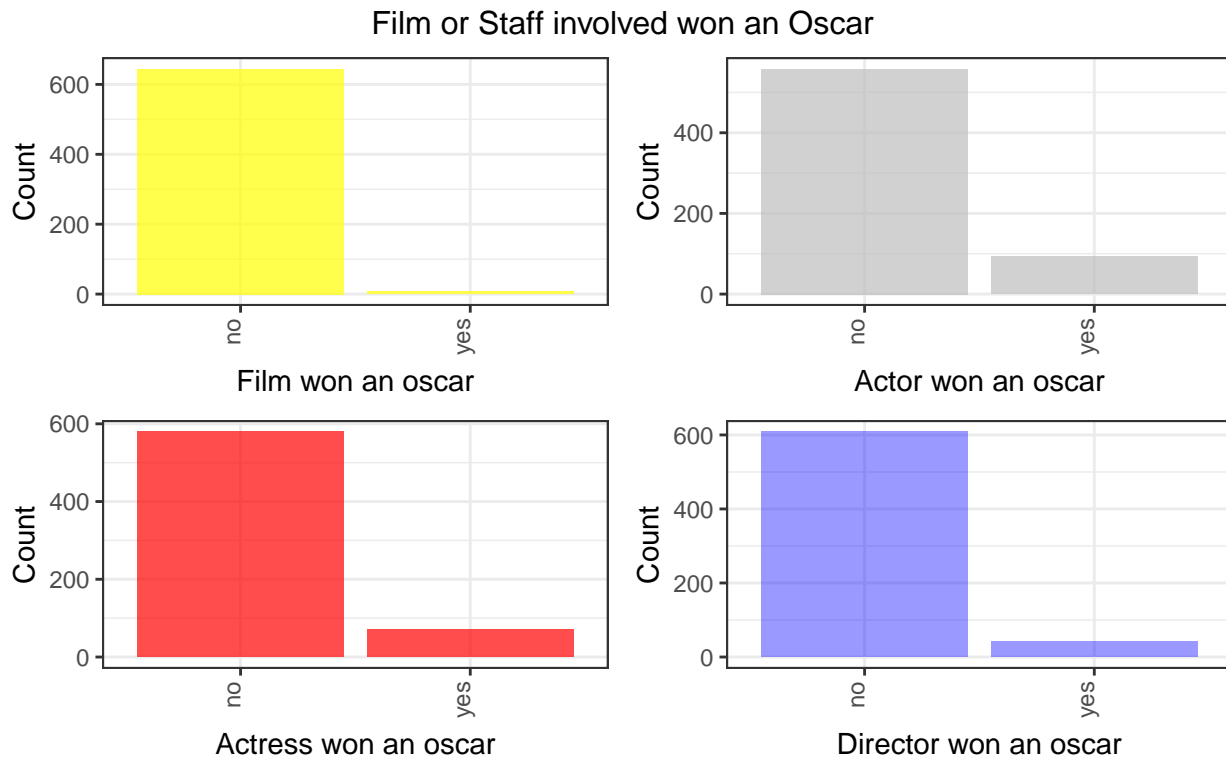 Film or Staff involved won an Oscar
Count
600
400
200
0
no
yes
Film won an oscar
Count
400
200
0
no
yes
Actor won an oscar
Count
600
400
200
0
no
yes
Actress won an oscar
Count
600
400
200
0
no
yes
Director won an oscar